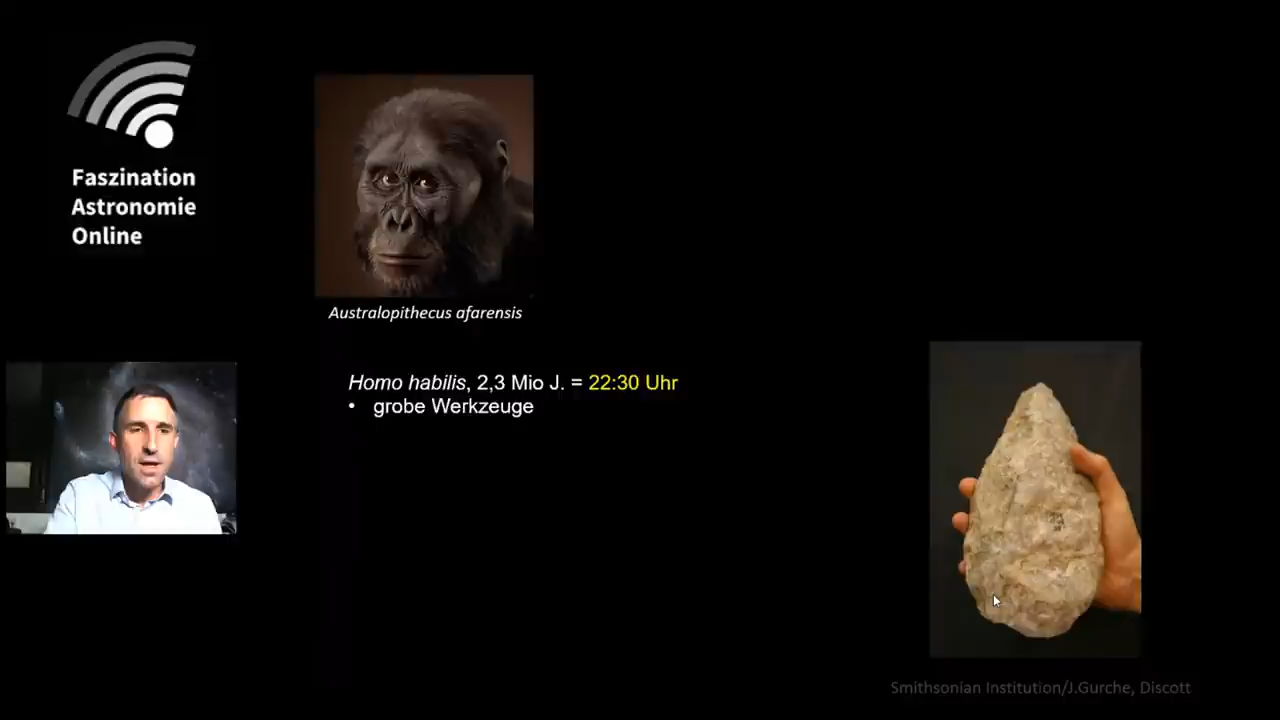 Faszination
Astronomie
Online
Australopithecus afarensis
Homo habilis, 2,3 Mio J. = 22:30 Uhr
• grobe Werkzeuge
Smithsonian Institution/J.Gurche, Discott